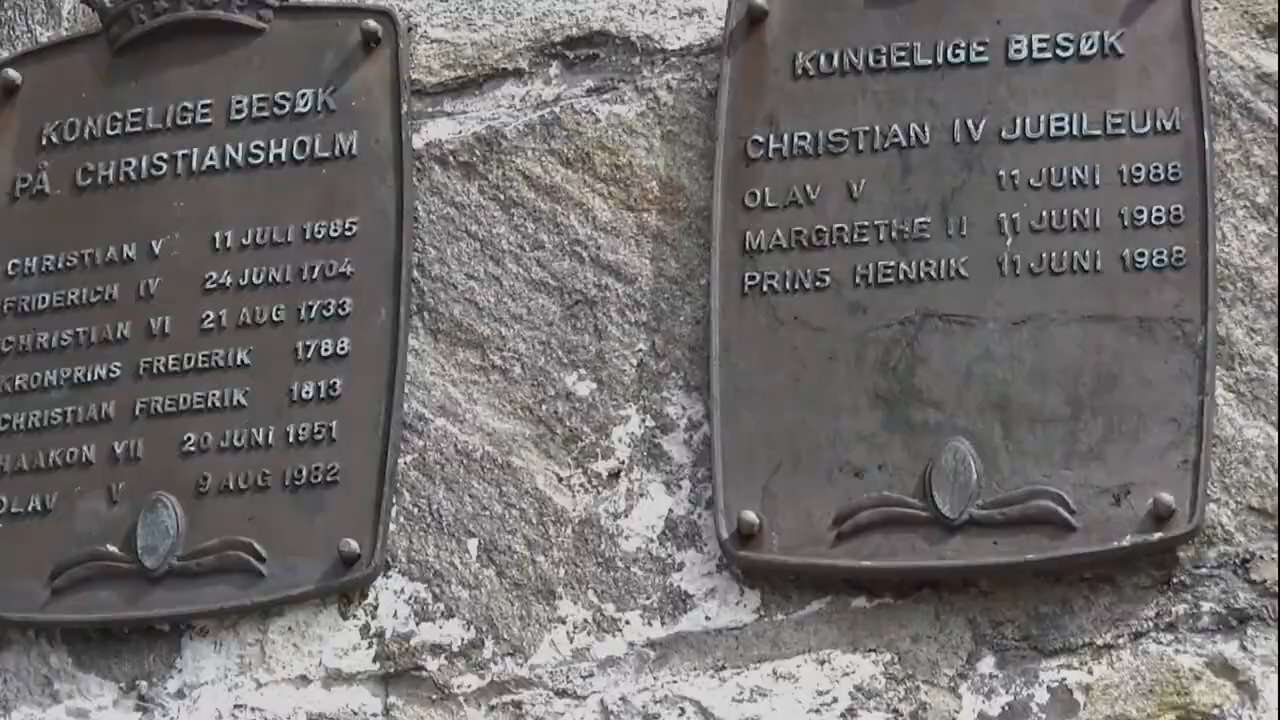 KONGELIGE BESØK
PÅ CHRISTIANSHOLM
CHRISTIAN V 11 JULI 1685
FRIDERICH IV 24 JUNI 1704
CHRISTIAN VI 21 AUG 1733
KRONPRINS FREDERIK 1788
CHRISTIAN FREDERIK 1813
HAAKON VII 20 JUNI 1951
OLAV V 9 AUG 1982
KONGELIGE BESØK
CHRISTIAN IV JUBILEUM
OLAV V 11 JUNI 1988
MARGRETHE II 11 JUNI 1988
PRINS HENRIK 11 JUNI 1988